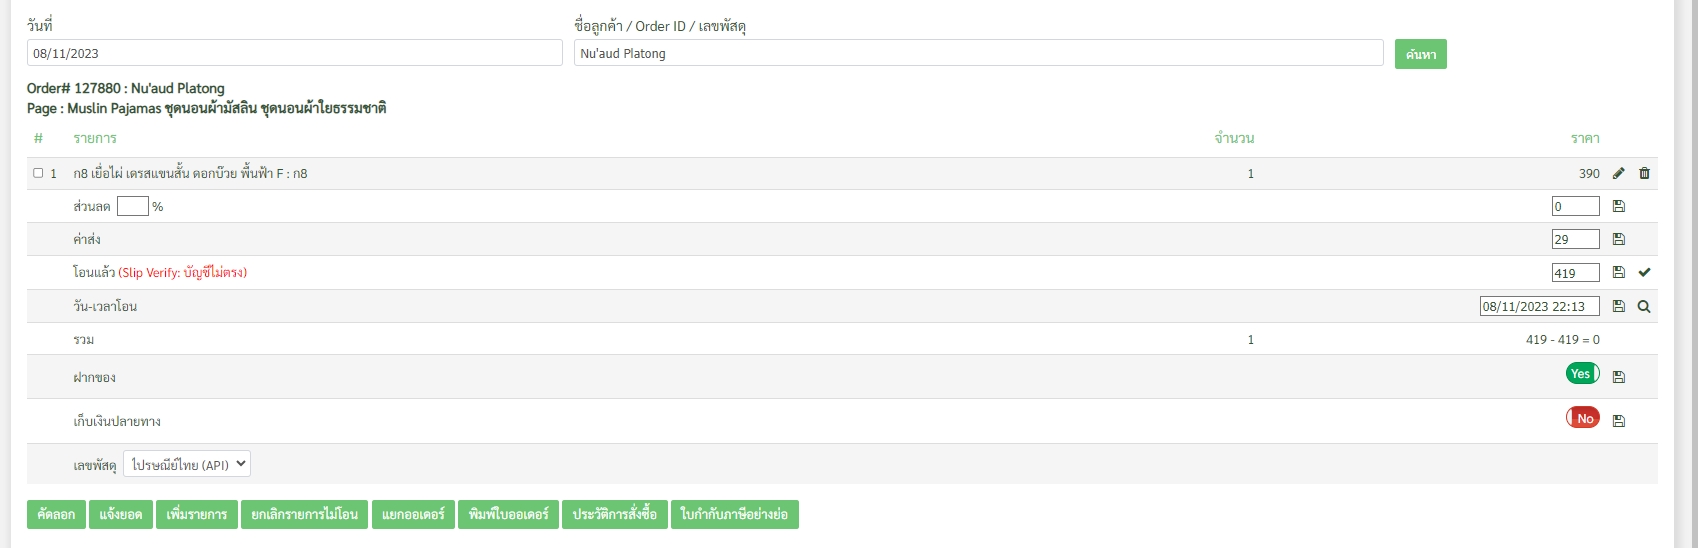 วันที่ ชื่อลูกค้า / Order ID / เลขพัสดุ
08/11/2023 Nu'aud Platong ค้นหา
Order# 127880 : Nu'aud Platong
Page : Muslin Pajamas ชุดนอนผ้ามัสลิน ชุดนอนผ้าใยธรรมชาติ
# รายการ จำนวน ราคา
1 ก8 เยื่อไผ่ เดรสแขนสั้น ดอกบ๊วย พื้นฟ้า F : ก8 1 390
ส่วนลด % 0
ค่าส่ง 29
โอนแล้ว (Slip Verify: บัญชีไม่ตรง) 419
วัน-เวลาโอน 08/11/2023 22:13
รวม 1 419 - 419 = 0
ฝากของ Yes
เก็บเงินปลายทาง No
เลขพัสดุ ไปรษณีย์ไทย (API)
คัดลอก แจ้งยอด เพิ่มรายการ ยกเลิกรายการไม่โอน แยกออเดอร์ พิมพ์ใบออเดอร์ ประวัติการสั่งซื้อ ใบกำกับภาษีอย่างย่อ